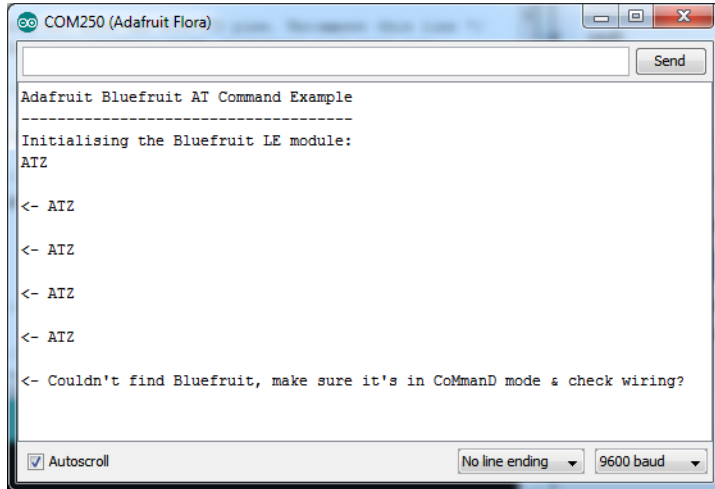 COM250 (Adafruit Flora)
Send
Adafruit Bluefruit AT Command Example
-------------------------------------
Initialising the Bluefruit LE module:
ATZ
<- ATZ
<- ATZ
<- ATZ
<- ATZ
<- Couldn't find Bluefruit, make sure it's in CoMmanD mode & check wiring?
Autoscroll
No line ending
9600 baud